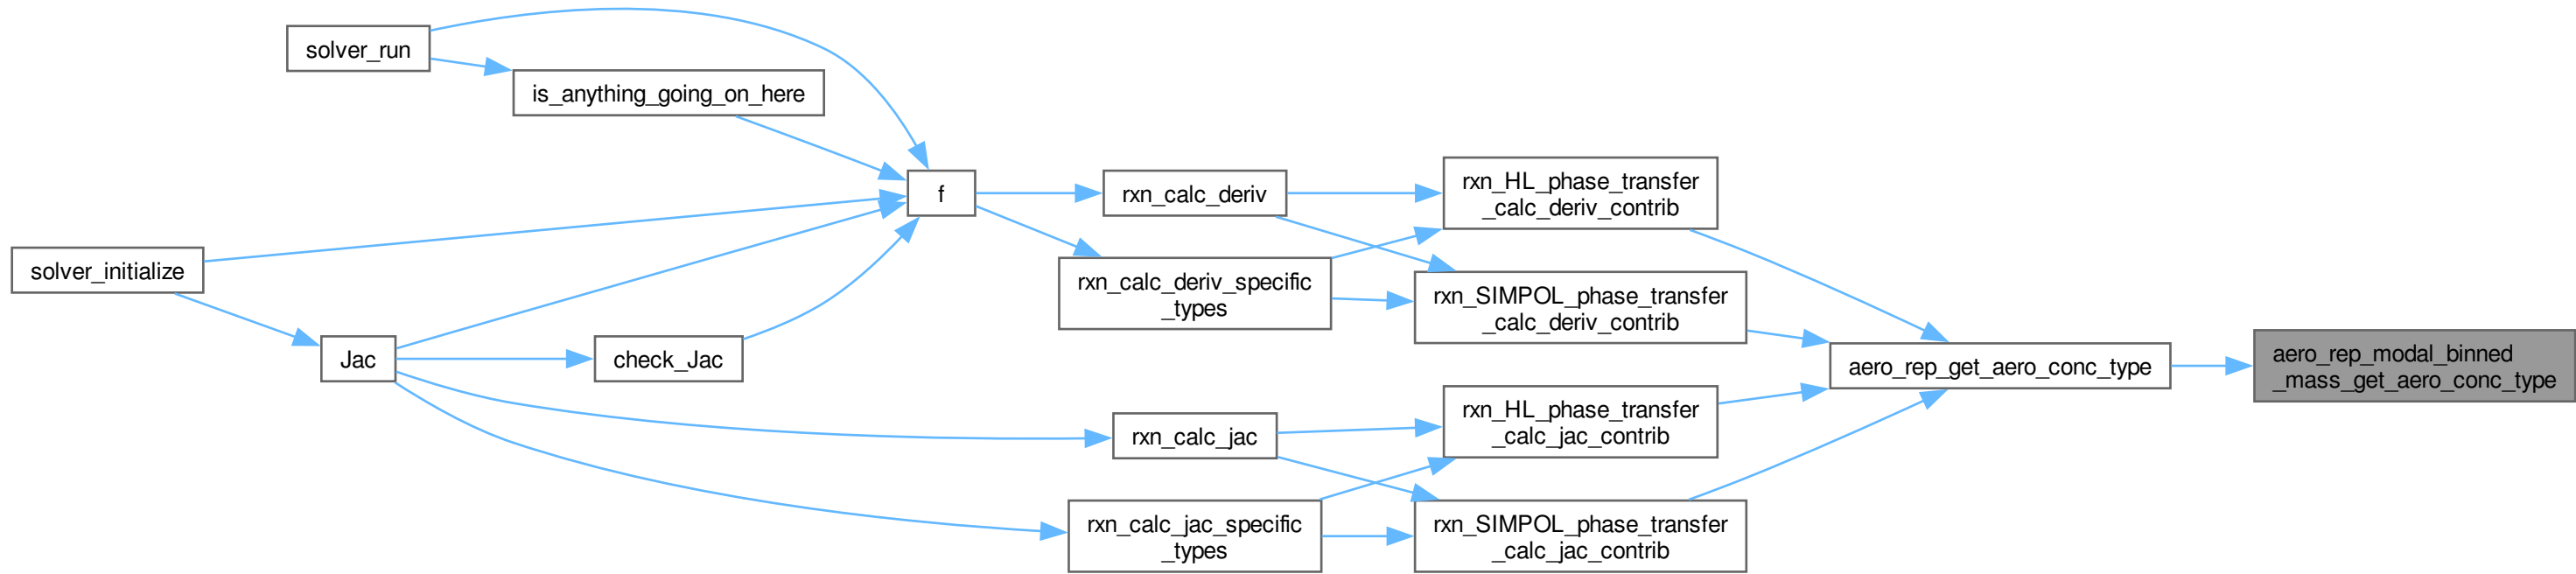 solver_run
is_anything_going_on_here
solver_initialize
Jac
check_Jac
f
rxn_calc_deriv
rxn_calc_deriv_specific
_types
rxn_calc_jac
rxn_calc_jac_specific
_types
rxn_HL_phase_transfer
_calc_deriv_contrib
rxn_SIMPOL_phase_transfer
_calc_deriv_contrib
rxn_HL_phase_transfer
_calc_jac_contrib
rxn_SIMPOL_phase_transfer
_calc_jac_contrib
aero_rep_get_aero_conc_type
aero_rep_modal_binned
_mass_get_aero_conc_type